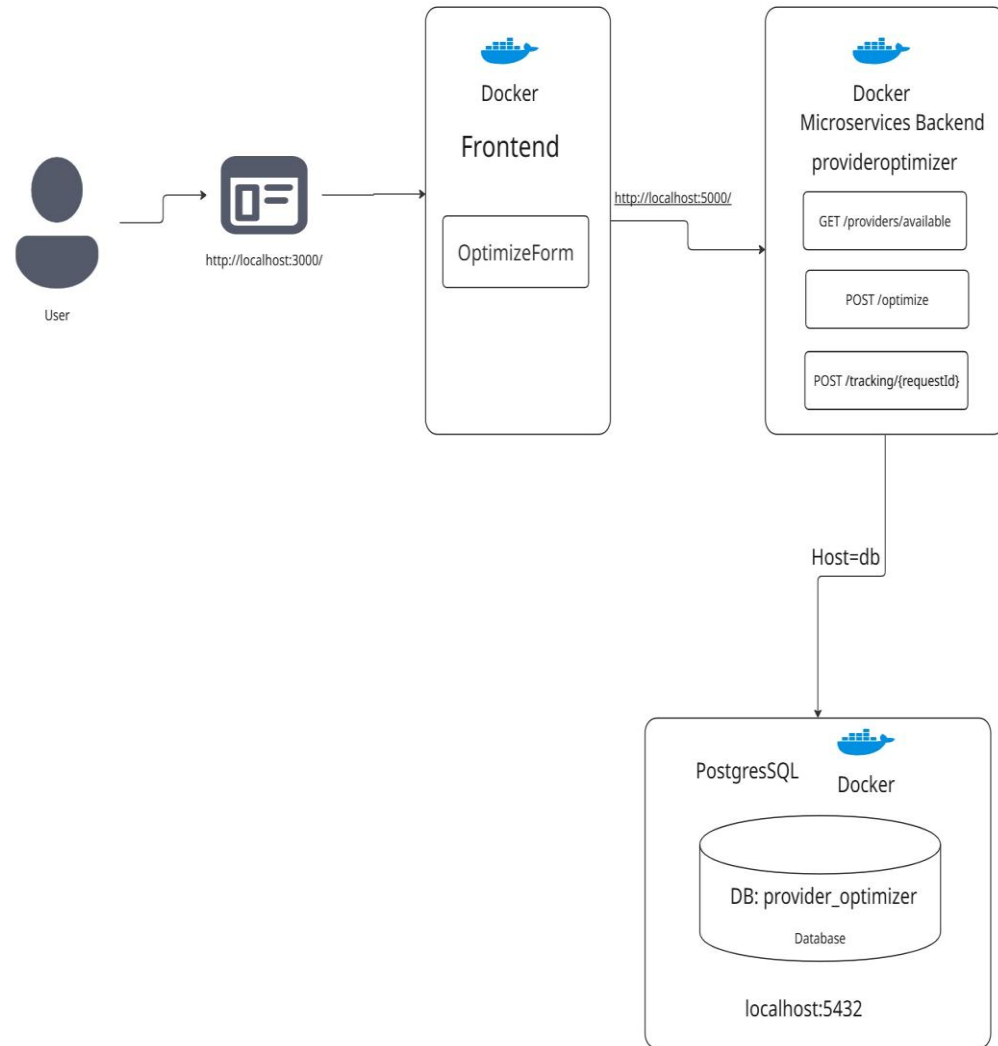 User
http://localhost:3000/
Docker
Frontend
OptimizeForm
http://localhost:5000/
Docker
Microservices Backend
provideroptimizer
GET /providers/available
POST /optimize
POST /tracking/{requestId}
Host=db
PostgresSQL
Docker
DB: provider_optimizer
Database
localhost:5432